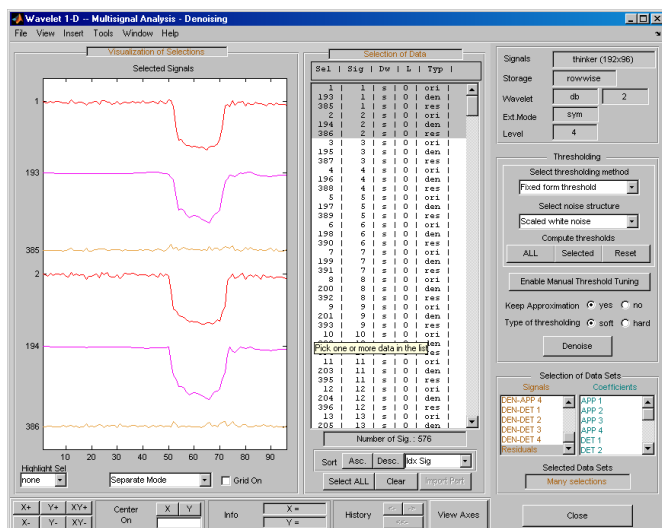 Wavelet 1-D -- Multisignal Analysis - Denoising
File View Insert Tools Window Help
Visualization of Selections
Selected Signals
1
193
385
2
194
386
10 20 30 40 50 60 70 80 90
Highlight Sel
none
Separate Mode
Grid On
Selection of Data
Sel | Sig | Dw | L | Typ |
1 | 1 | s | 0 | ori |
193 | 1 | s | 0 | den |
385 | 1 | s | 0 | res |
2 | 2 | s | 0 | ori |
194 | 2 | s | 0 | den |
386 | 2 | s | 0 | res |
3 | 3 | s | 0 | ori |
195 | 3 | s | 0 | den |
387 | 3 | s | 0 | res |
4 | 4 | s | 0 | ori |
196 | 4 | s | 0 | den |
388 | 4 | s | 0 | res |
5 | 5 | s | 0 | ori |
197 | 5 | s | 0 | den |
389 | 5 | s | 0 | res |
6 | 6 | s | 0 | ori |
198 | 6 | s | 0 | den |
390 | 6 | s | 0 | res |
7 | 7 | s | 0 | ori |
199 | 7 | s | 0 | den |
391 | 7 | s | 0 | res |
8 | 8 | s | 0 | ori |
200 | 8 | s | 0 | den |
392 | 8 | s | 0 | res |
9 | 9 | s | 0 | ori |
201 | 9 | s | 0 | den |
393 | 9 | s | 0 | res |
10 | 10 | s | 0 | ori |
Pick one or more data in the list
11 | 11 | s | 0 | ori |
203 | 11 | s | 0 | den |
395 | 11 | s | 0 | res |
12 | 12 | s | 0 | ori |
204 | 12 | s | 0 | den |
396 | 12 | s | 0 | res |
13 | 13 | s | 0 | ori |
205 | 13 | s | 0 | den |
Number of Sig. : 576
Sort Asc. Desc. Idx Sig
Select ALL Clear Import Part
Signals thinker (192x96)
Storage rowwise
Wavelet db 2
Ext.Mode sym
Level 4
Thresholding
Select thresholding method
Fixed form threshold
Select noise structure
Scaled white noise
Compute thresholds
ALL Selected Reset
Enable Manual Threshold Tuning
Keep Approximation yes no
Type of thresholding soft hard
Denoise
Selection of Data Sets
Signals Coefficients
DEN-APP 4 APP 1
DEN-DET 1 APP 2
DEN-DET 2 APP 3
DEN-DET 3 APP 4
DEN-DET 4 DET 1
Residuals DET 2
Selected Data Sets
Many selections
Close
X+ Y+ XY+
X- Y- XY-
Center On X Y
Info X = Y =
History <- -> <<-
View Axes